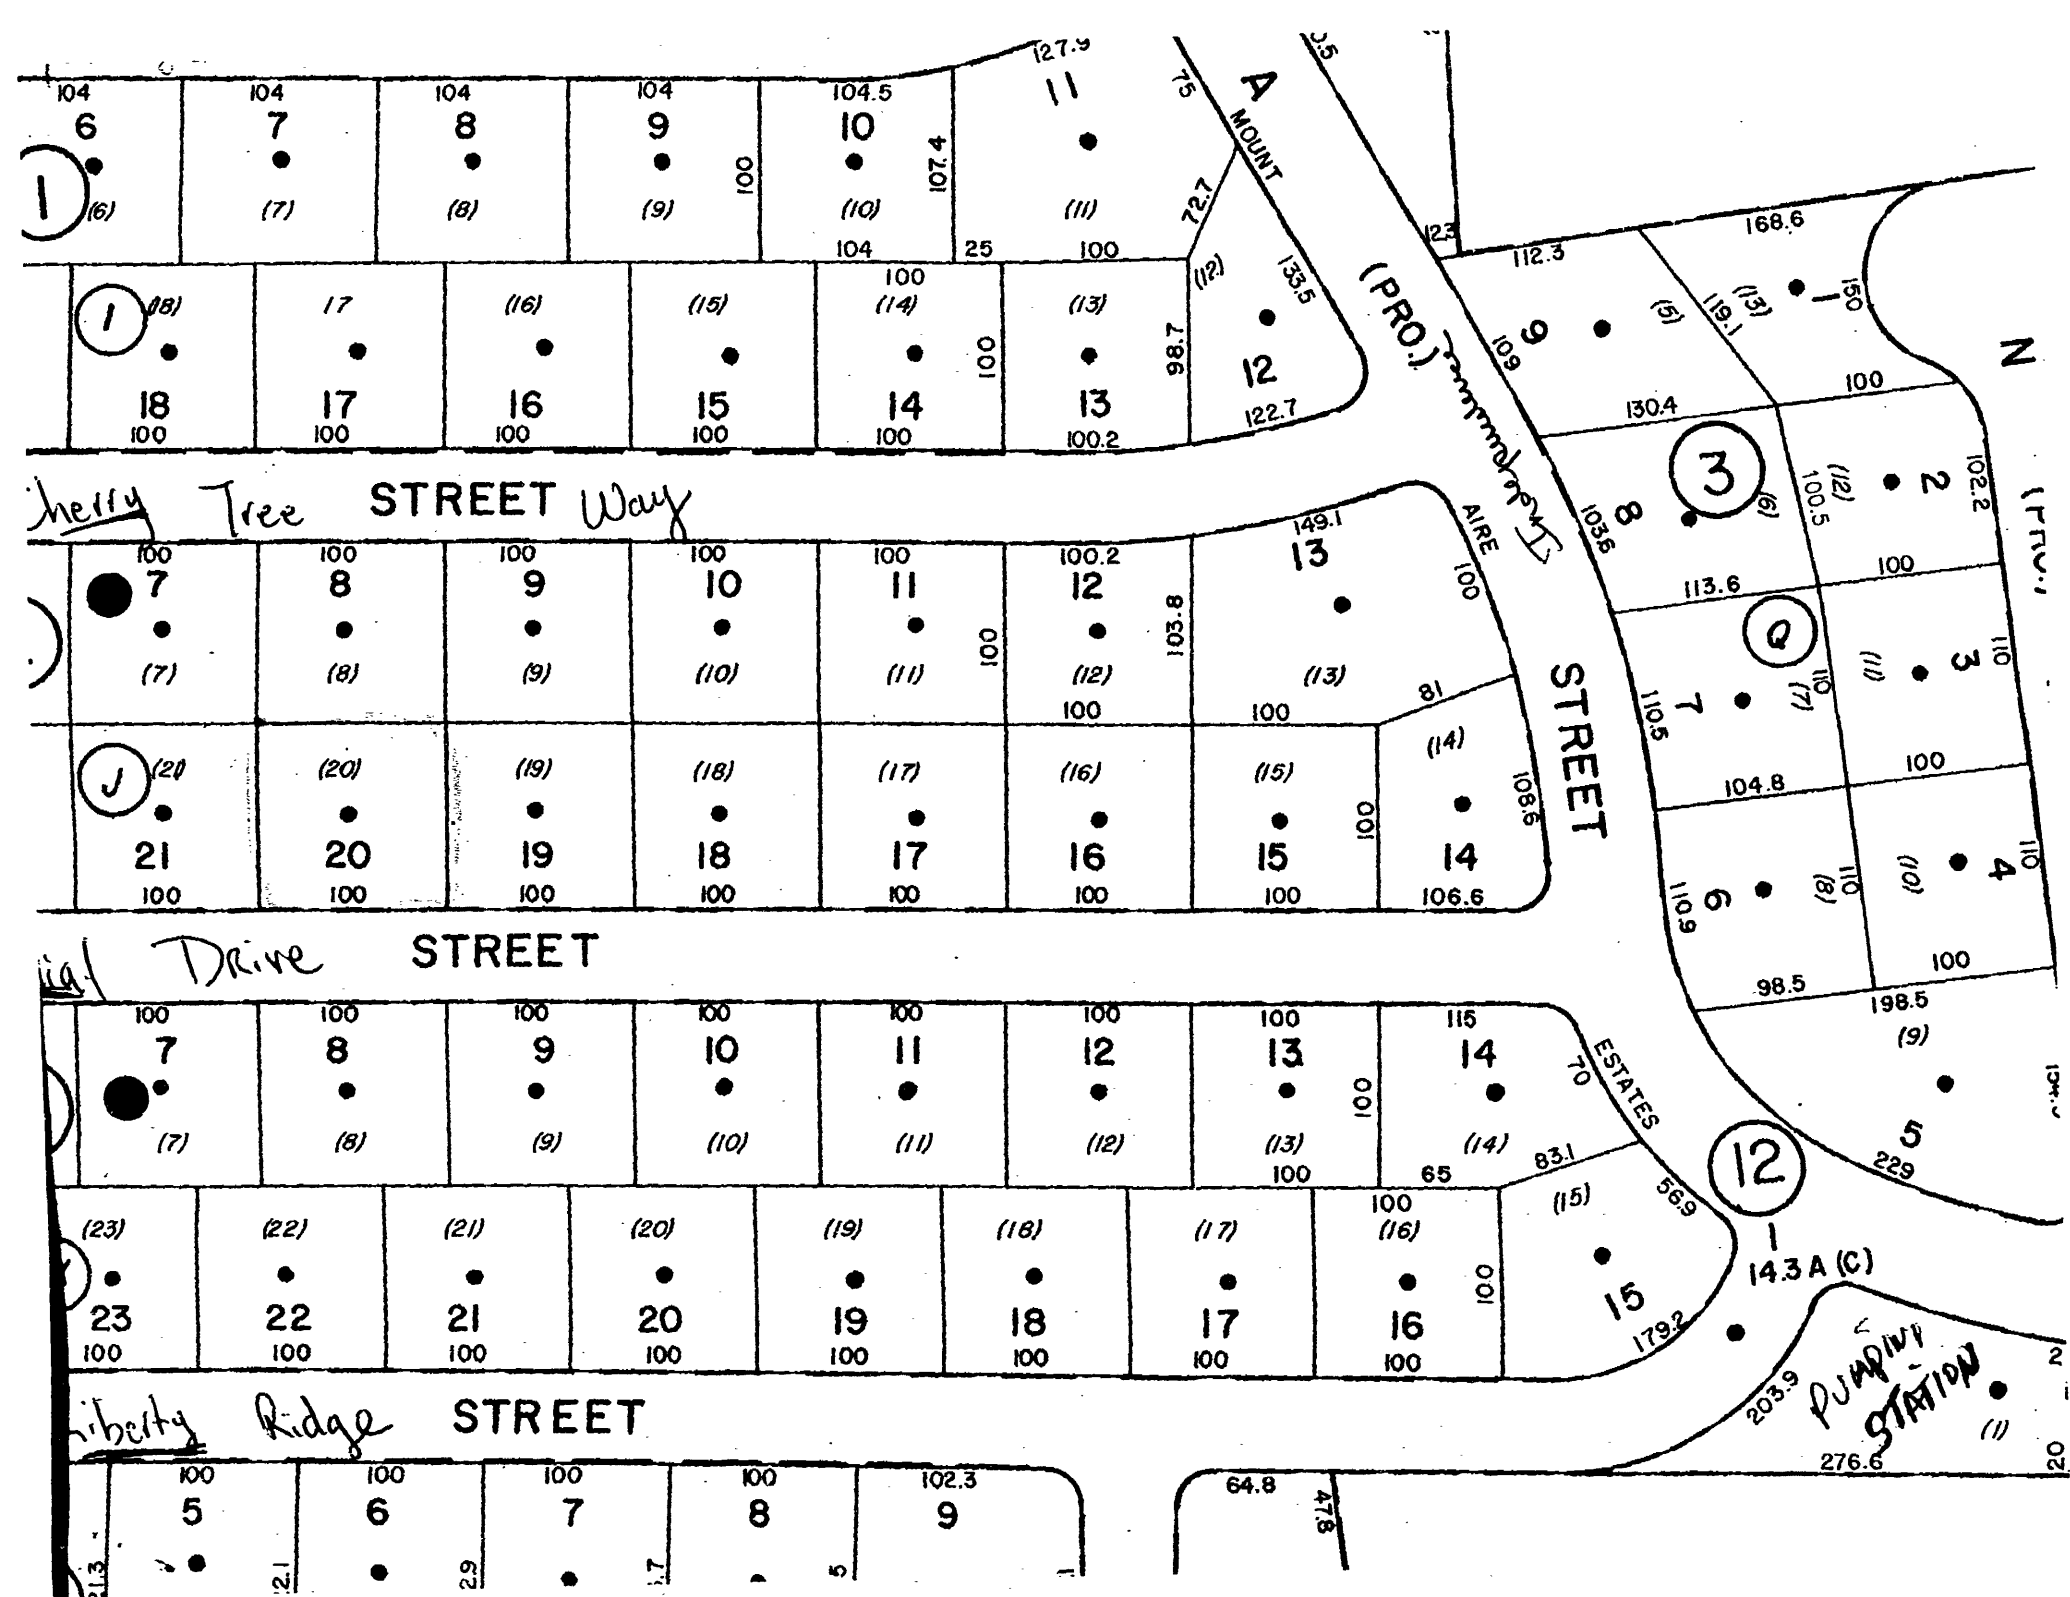 127.9
104 104 104 104 104.5 11 75 A
6 7 8 9 10 MOUNT
1 100 107.4 72.7
(6) (7) (8) (9) (10) (11)
104 25 100 123 112.3 168.6
100
1 (18) 17 (16) (15) (14) (13) (12) 133.5 (PRO.) 9 (5) 119.1 (13) 1 150 N
100 98.7 109
18 17 16 15 14 13 12 130.4 100
100 100 100 100 100 100.2 122.7
3
Tree STREET Way 8 (6) 100.5 (12) 2 102.2
149.1 AIRE 103.6
100 100 100 100 100 100.2 13 100 113.6 100
7 8 9 10 11 12
100 103.8 Q
(7) (8) (9) (10) (11) (12) (13) 81 STREET 7 110.5 (7) 110 (11) 3 110
100 100
J (21) (20) (19) (18) (17) (16) (15) (14) 104.8 100
100 108.6
21 20 19 18 17 16 15 14 6 110.9 (8) 110 (10) 4 110
100 100 100 100 100 100 100 106.6
Drive STREET 98.5 100
198.5
100 100 100 100 100 100 100 115 (9)
7 8 9 10 11 12 13 14 70 ESTATES
100
(7) (8) (9) (10) (11) (12) (13) (14) 83.1 12 5
100 65 229
100 56.9
(23) (22) (21) (20) (19) (18) (17) (16) (15) 1
100 14.3 A (C)
23 22 21 20 19 18 17 16 15
100 100 100 100 100 100 100 100 179.2
PUMPING
STATION
Liberty Ridge STREET 203.9 (1)
276.6
100 100 100 100 102.3 64.8 47.8
5 6 7 8 9